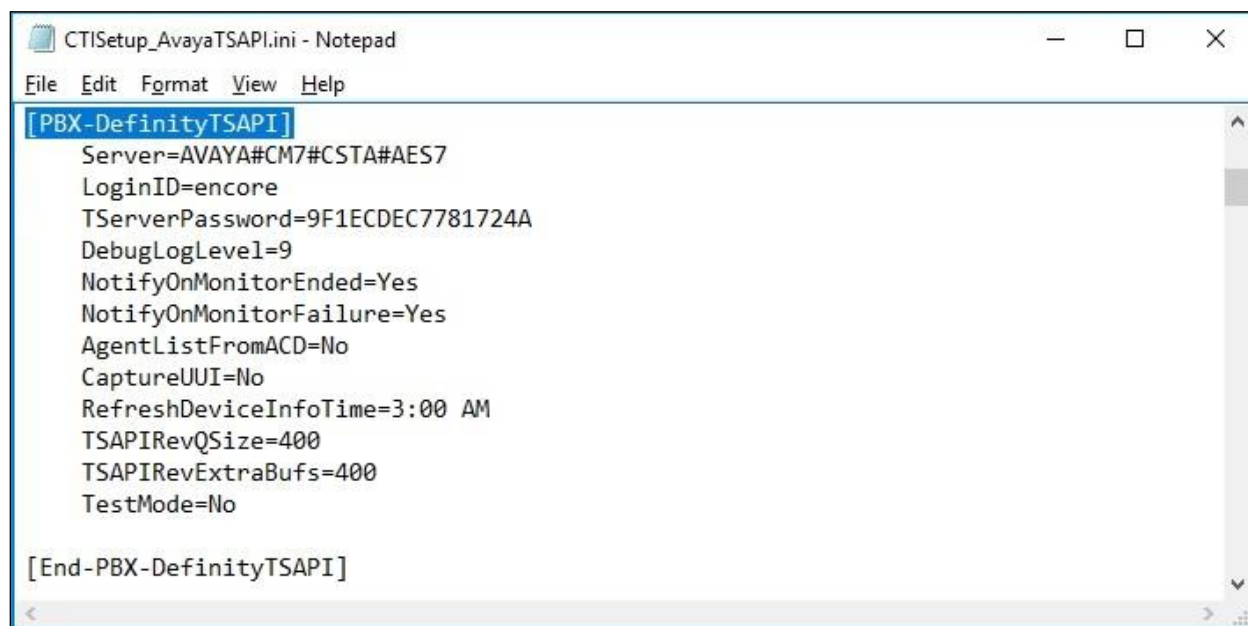 CTISetup_AvayaTSAPI.ini - Notepad
File Edit Format View Help
[PBX-DefinityTSAPI]
Server=AVAYA#CM7#CSTA#AES7
LoginID=encore
TServerPassword=9F1ECDEC7781724A
DebugLogLevel=9
NotifyOnMonitorEnded=Yes
NotifyOnMonitorFailure=Yes
AgentListFromACD=No
CaptureUUI=No
RefreshDeviceInfoTime=3:00 AM
TSAPIRevQSize=400
TSAPIRevExtraBufs=400
TestMode=No
[End-PBX-DefinityTSAPI]